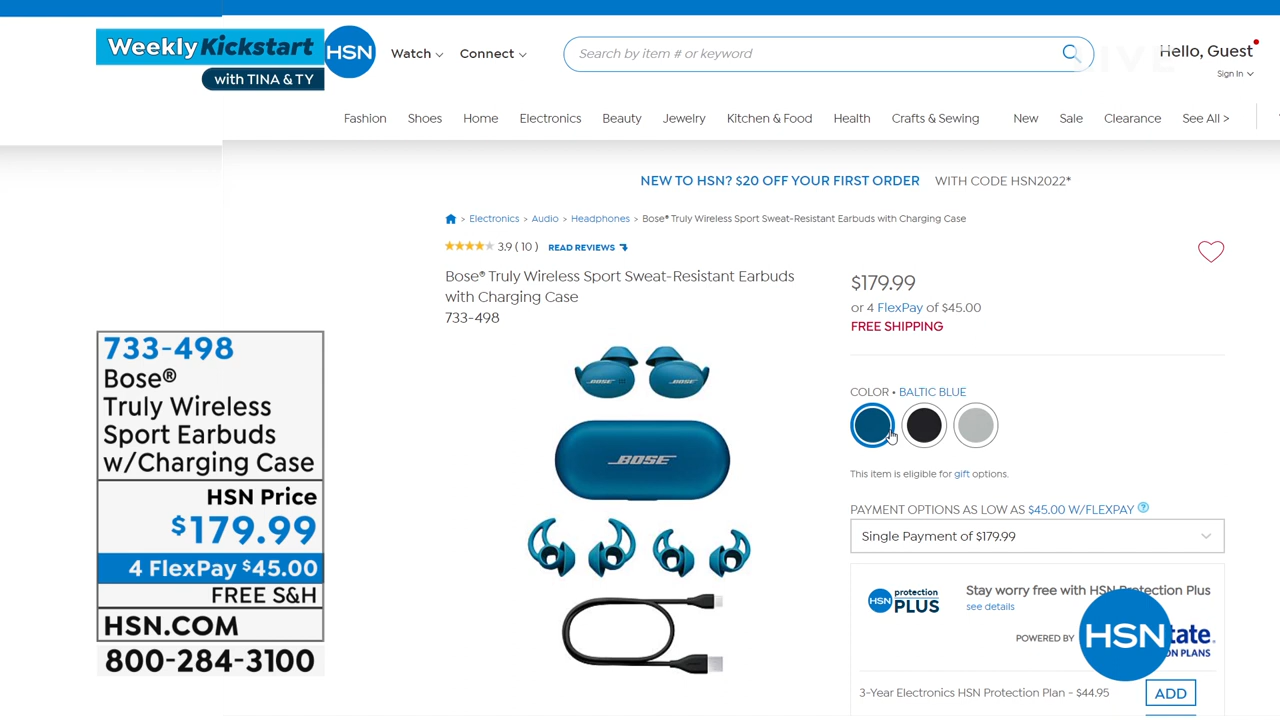 Weekly Kickstart
with TINA & TY
HSN
Watch
Connect
Search by item # or keyword
LIVE
Hello, Guest
Sign In
Fashion
Shoes
Home
Electronics
Beauty
Jewelry
Kitchen & Food
Health
Crafts & Sewing
New
Sale
Clearance
See All >
NEW TO HSN? $20 OFF YOUR FIRST ORDER WITH CODE HSN2022*
> Electronics > Audio > Headphones > Bose® Truly Wireless Sport Sweat-Resistant Earbuds with Charging Case
3.9 ( 10 ) READ REVIEWS
Bose® Truly Wireless Sport Sweat-Resistant Earbuds
with Charging Case
733-498
BOSE
BOSE
BOSE
$179.99
or 4 FlexPay of $45.00
FREE SHIPPING
COLOR • BALTIC BLUE
This item is eligible for gift options.
PAYMENT OPTIONS AS LOW AS $45.00 W/FLEXPAY ?
Single Payment of $179.99
HSN protection PLUS
Stay worry free with HSN Protection Plus
see details
POWERED BY
HSN
tate.
ON PLANS
3-Year Electronics HSN Protection Plan - $44.95
ADD
733-498
Bose®
Truly Wireless
Sport Earbuds
w/Charging Case
HSN Price
$179.99
4 FlexPay $45.00
FREE S&H
HSN.COM
800-284-3100